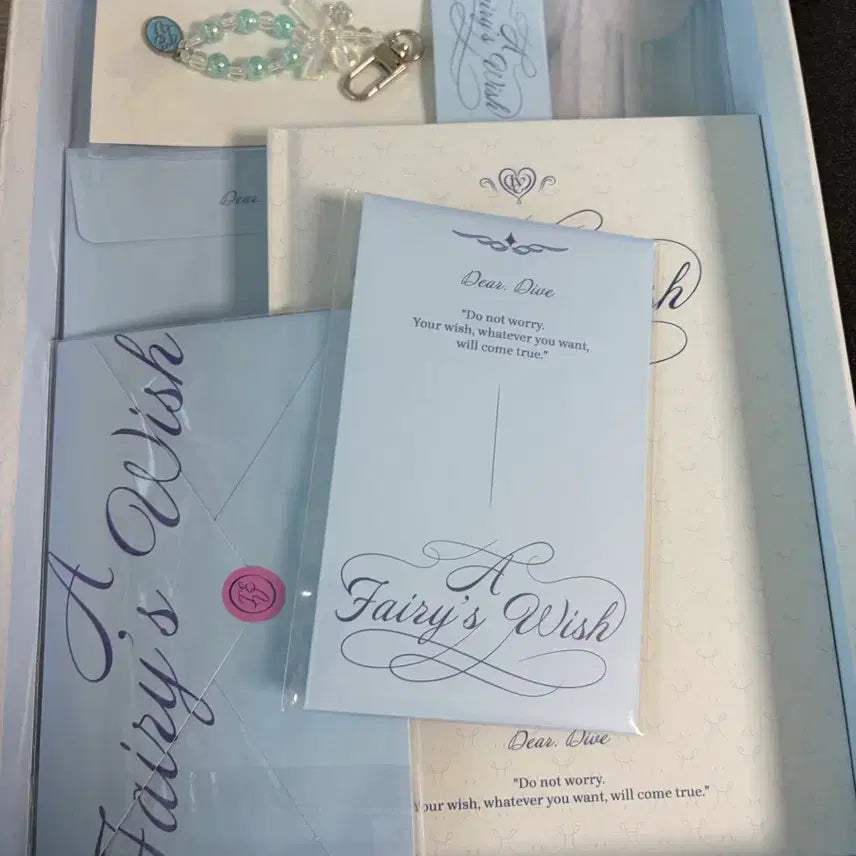 A
Fairy's
Wish
Dear.
h
Dear. Dive
"Do not worry.
Your wish, whatever you want,
will come true."
A
Fairy's Wish
A
Fairy's Wish
Dear. Dive
"Do not worry.
Your wish, whatever you want, will come true."